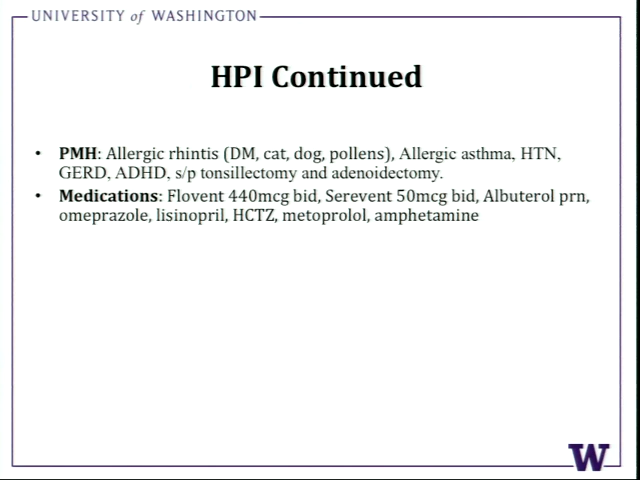 UNIVERSITY of WASHINGTON
HPI Continued
• PMH: Allergic rhintis (DM, cat, dog, pollens), Allergic asthma, HTN,
GERD, ADHD, s/p tonsillectomy and adenoidectomy.
• Medications: Flovent 440mcg bid, Serevent 50mcg bid, Albuterol prn,
omeprazole, lisinopril, HCTZ, metoprolol, amphetamine
W